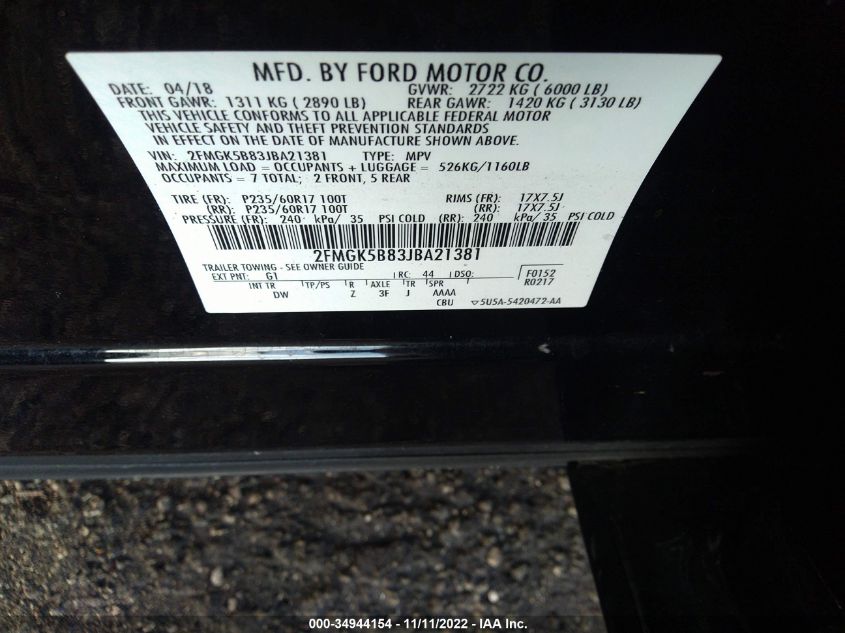 MFD. BY FORD MOTOR CO.
DATE: 04/18 GVWR: 2722 KG ( 6000 LB)
FRONT GAWR: 1311 KG ( 2890 LB) REAR GAWR: 1420 KG ( 3130 LB)
THIS VEHICLE CONFORMS TO ALL APPLICABLE FEDERAL MOTOR
VEHICLE SAFETY AND THEFT PREVENTION STANDARDS
IN EFFECT ON THE DATE OF MANUFACTURE SHOWN ABOVE.
VIN: 2FMGK5B83JBA21381 TYPE: MPV
MAXIMUM LOAD = OCCUPANTS + LUGGAGE = 526KG/1160LB
OCCUPANTS = 7 TOTAL; 2 FRONT, 5 REAR
TIRE (FR): P235/60R17 100T RIMS (FR): 17X7.5J
(RR): P235/60R17 100T (RR): 17X7.5J
PRESSURE (FR): 240 kPa/ 35 PSI COLD (RR): 240 kPa/ 35 PSI COLD
2FMGK5B83JBA21381
TRAILER TOWING - SEE OWNER GUIDE
EXT PNT: G1 RC: 44 DSO: F0152
R0217
INT TR TP/PS R AXLE TR SPR
DW Z 3F J AAAA
CBU ▽5U5A-5420472-AA
000-34944154 - 11/11/2022 - IAA Inc.